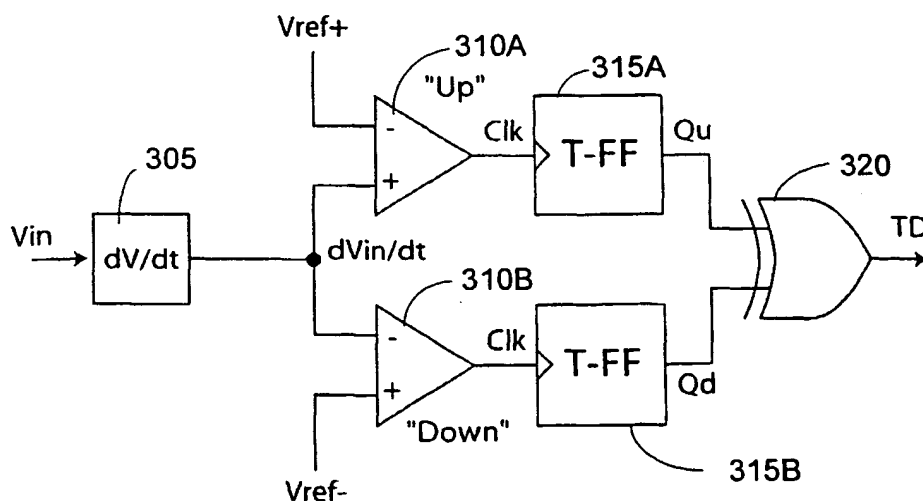 Vref+
310A
"Up"
-
+
Clk
315A
T-FF
Qu
305
320
Vin
dV/dt
dVin/dt
TD
310B
-
+
Clk
T-FF
Qd
"Down"
315B
Vref-